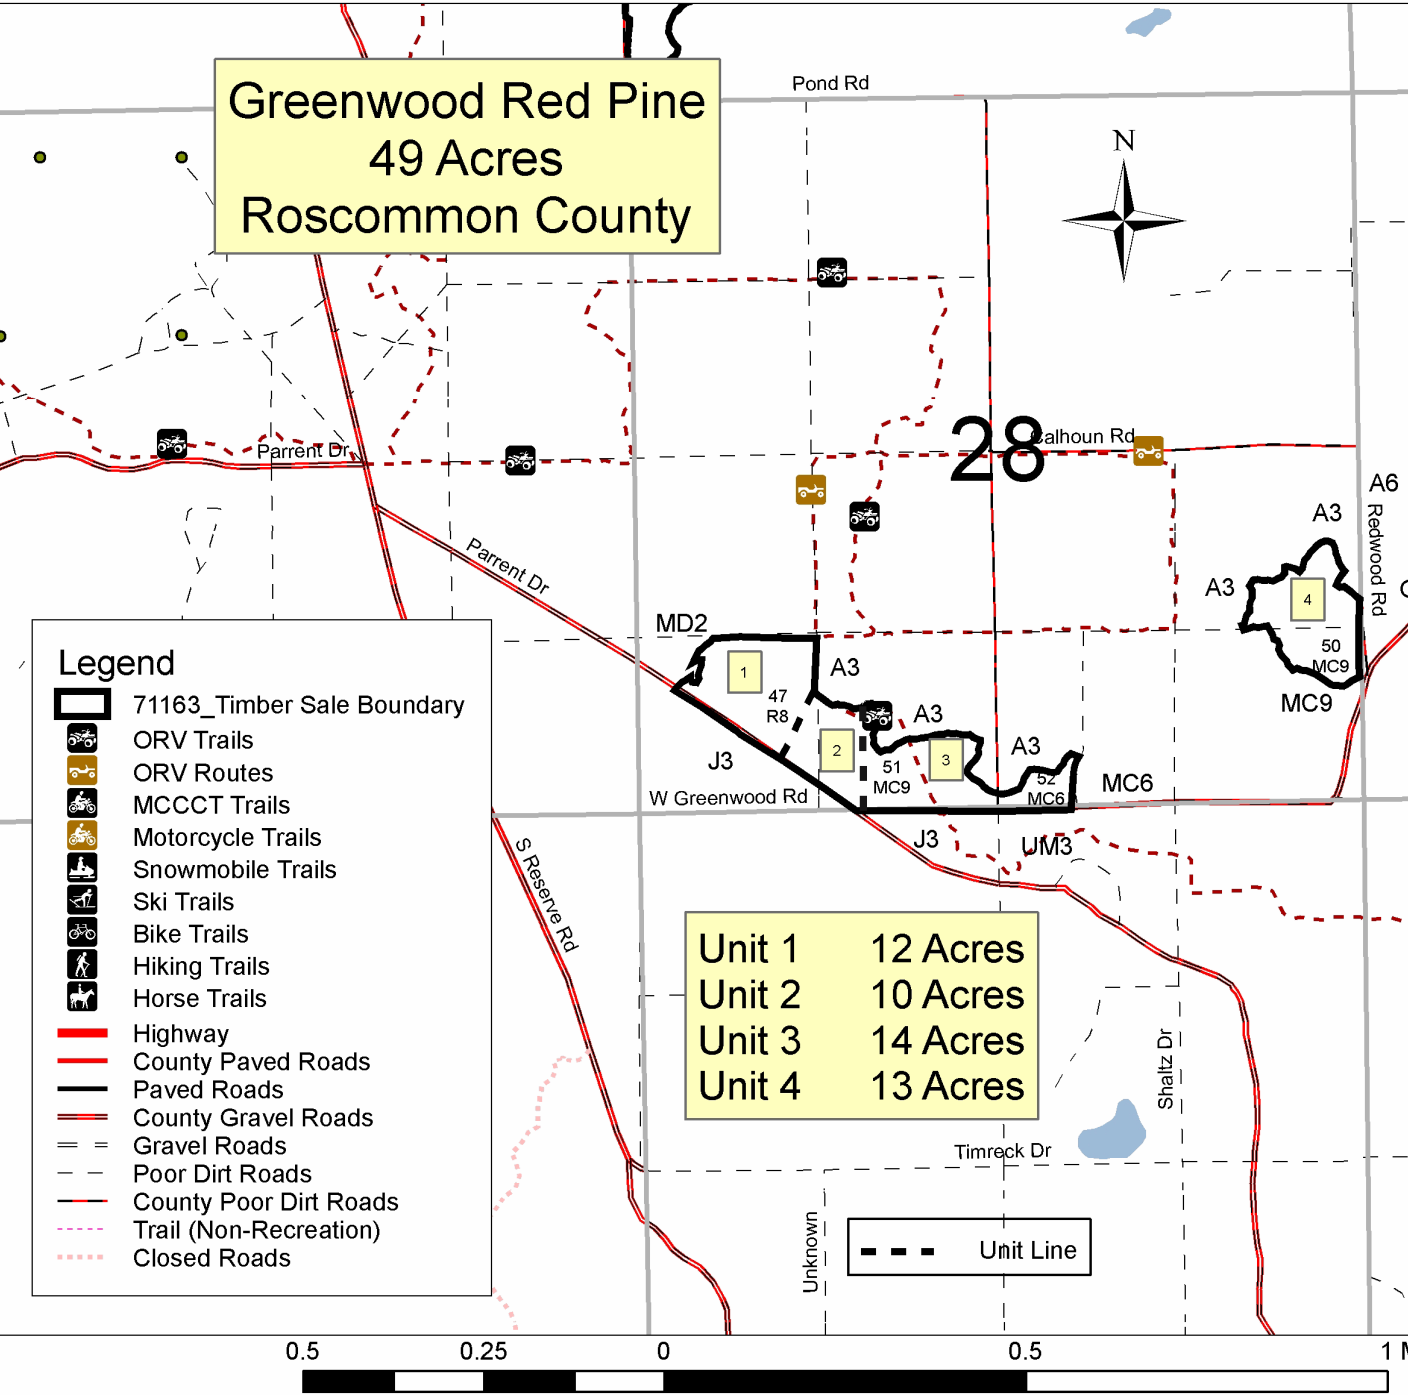 Pond Rd
Greenwood Red Pine
49 Acres
Roscommon County
N
28
Calhoun Rd
Parrent Dr
A6
A3
Redwood Rd
Parrent Dr
A3
4
MD2
50
MC9
MC9
1
A3
47
R8
A3
2
J3
3
A3
51
MC9
52
MC6
MC6
W Greenwood Rd
J3
UM3
S Reserve Rd
Legend
71163_Timber Sale Boundary
ORV Trails
ORV Routes
MCCCT Trails
Motorcycle Trails
Snowmobile Trails
Ski Trails
Bike Trails
Hiking Trails
Horse Trails
Highway
County Paved Roads
Paved Roads
County Gravel Roads
Gravel Roads
Poor Dirt Roads
County Poor Dirt Roads
Trail (Non-Recreation)
Closed Roads
Unit 1 12 Acres
Unit 2 10 Acres
Unit 3 14 Acres
Unit 4 13 Acres
Shaltz Dr
Timreck Dr
Unknown
Unit Line
0.5 0.25 0 0.5 1